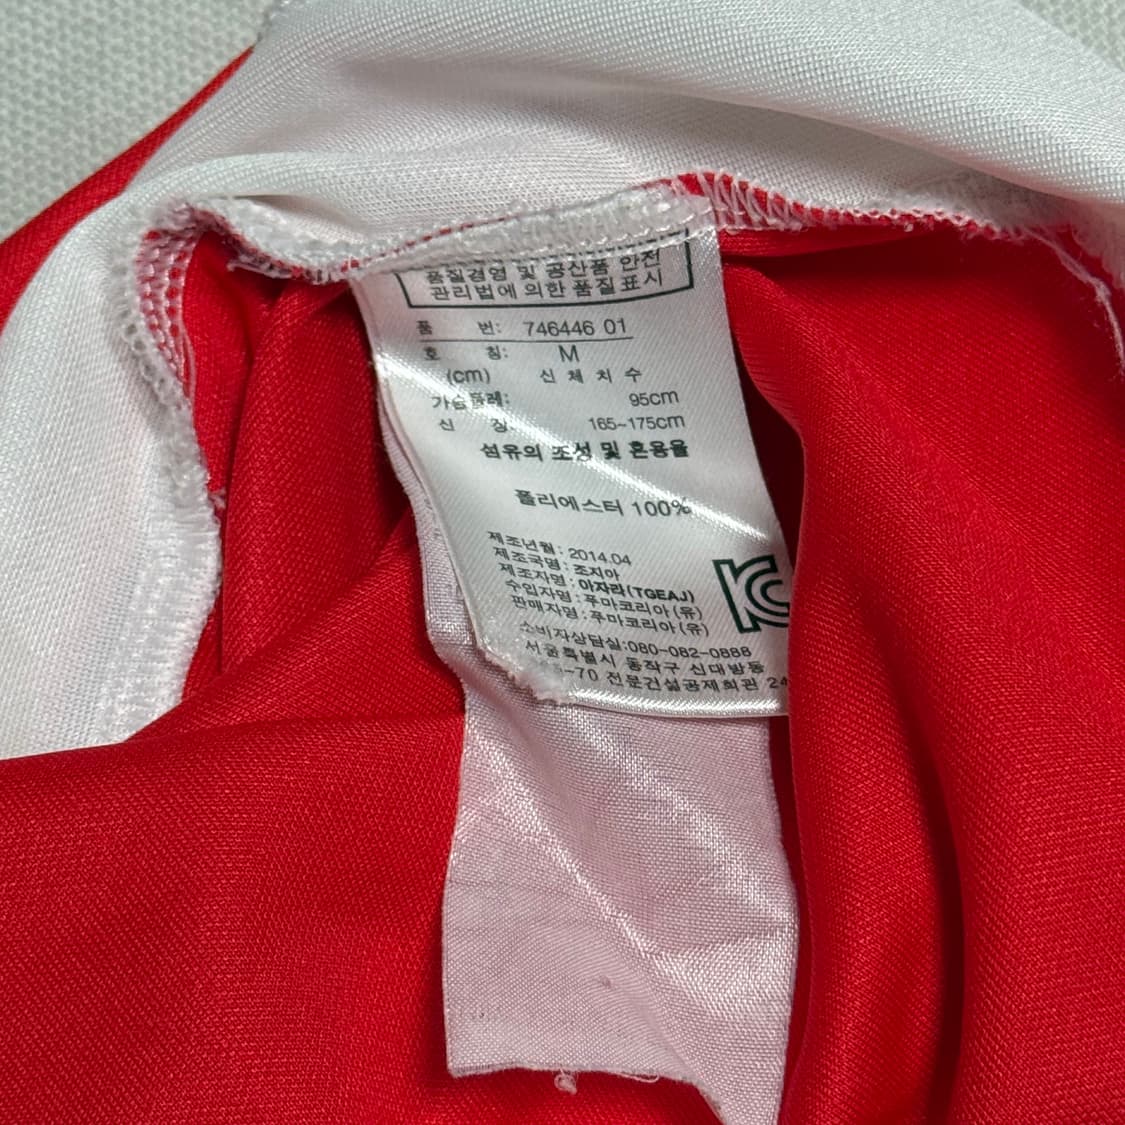 품질경영 및 공산품 안전
관리법에 의한 품질표시
품 번: 746446 01
호 칭: M
(cm) 신 체 치 수
가슴둘레: 95cm
신 장: 165~175cm
섬유의 조성 및 혼용율
폴리에스터 100%
제조년월: 2014.04
제조국명: 조지아
제조자명: 아자라(TGEAJ)
수입자명: 푸마코리아(유)
판매자명: 푸마코리아(유)
소비자상담실:080-082-0888
서울특별시 동작구 신대방동
-70 전문건설공제회관 24
KC